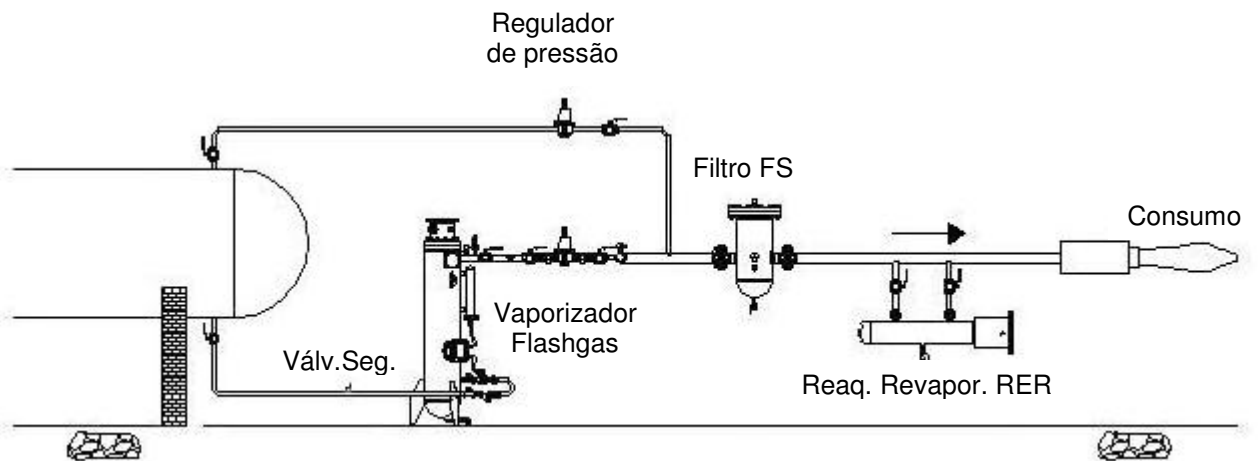 Regulador
de pressão
Filtro FS
Consumo
Vaporizador
Flashgas
Válv.Seg.
Reaq. Revapor. RER